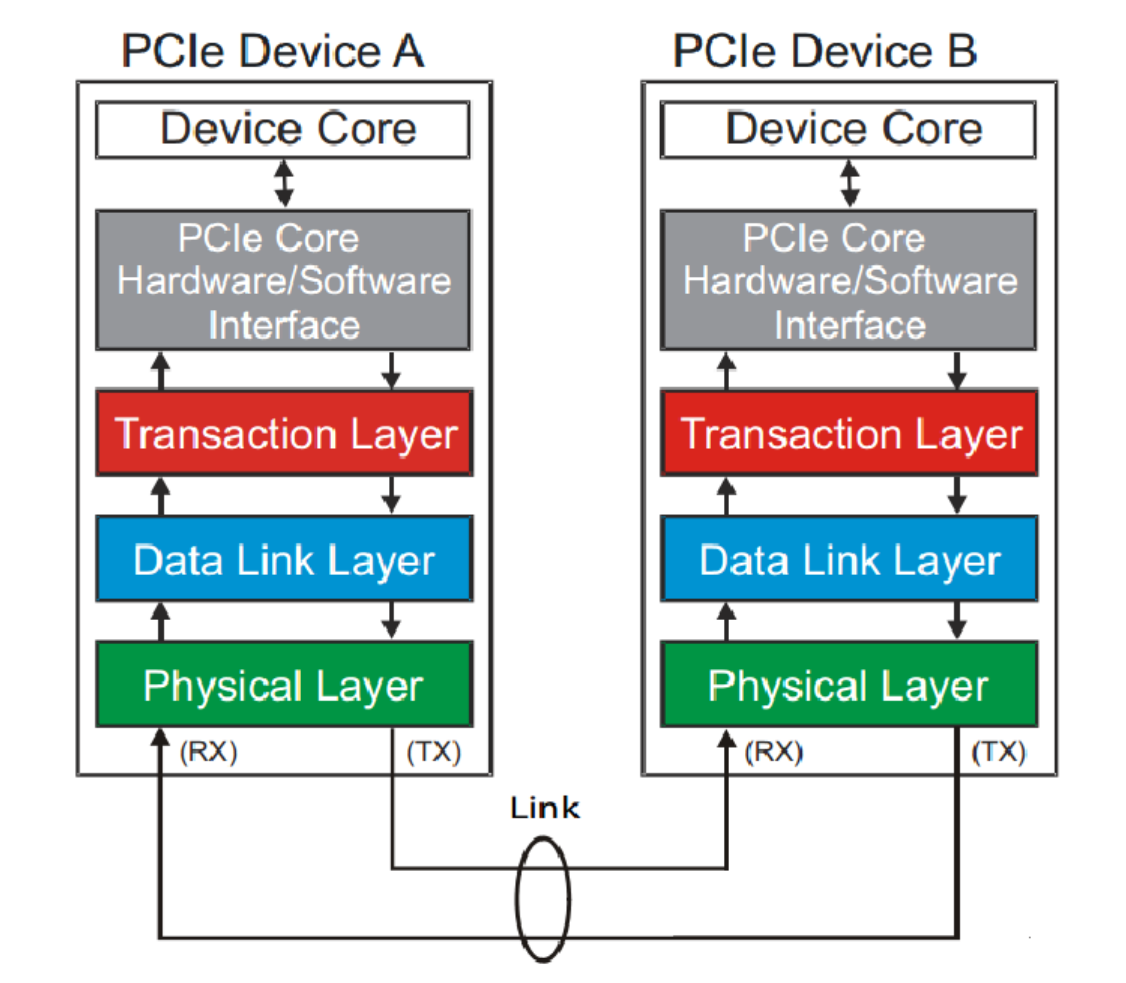 PCIe Device A
Device Core
PCIe Core
Hardware/Software
Interface
Transaction Layer
Data Link Layer
Physical Layer
(RX)
(TX)
PCIe Device B
Device Core
PCIe Core
Hardware/Software
Interface
Transaction Layer
Data Link Layer
Physical Layer
(RX)
(TX)
Link